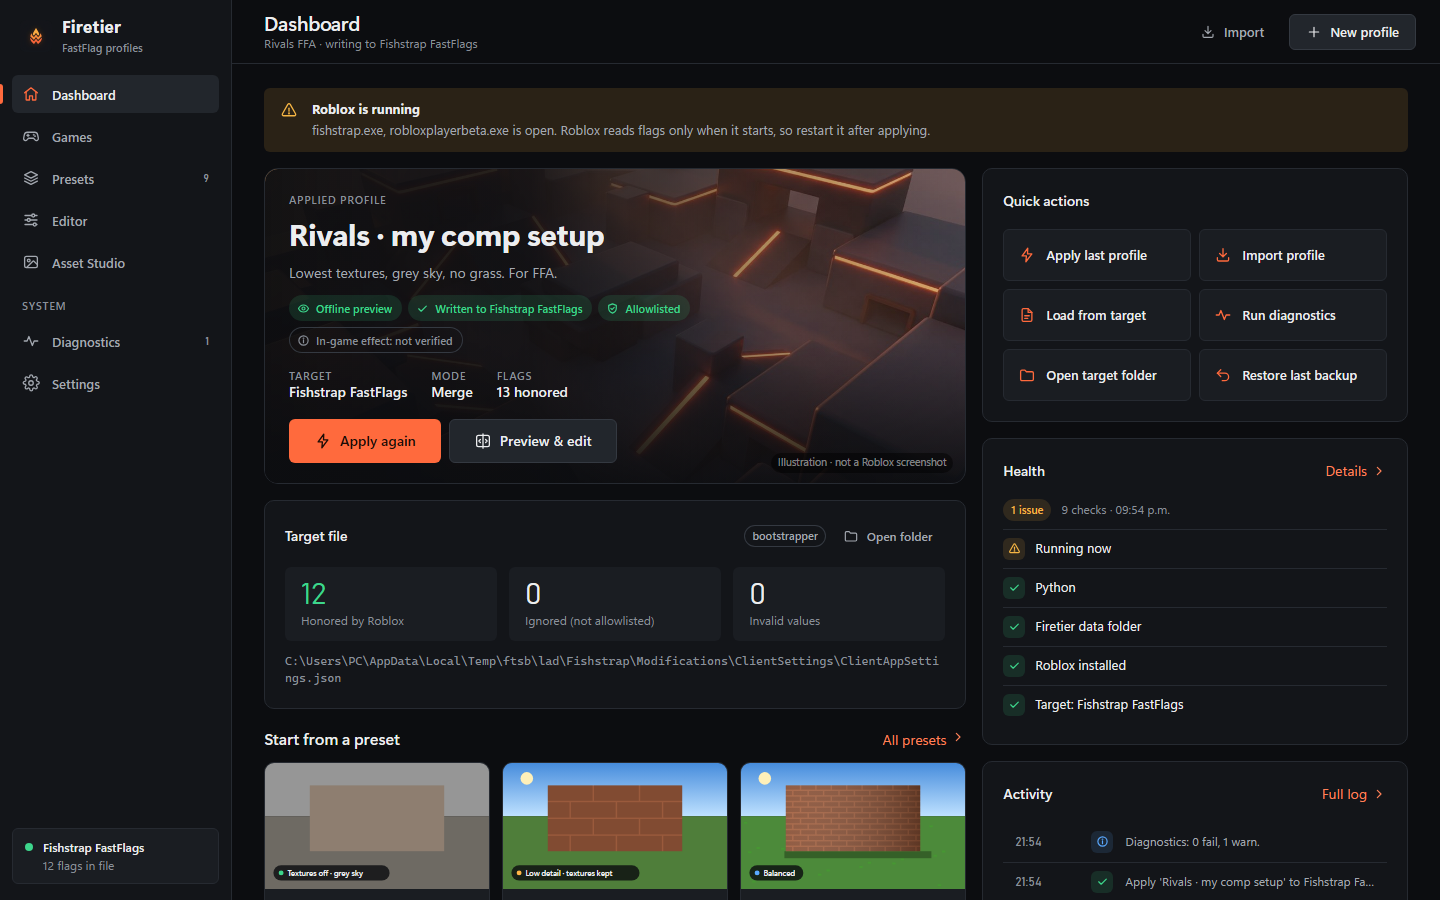 Firetier
FastFlag profiles
Dashboard
Games
Presets 9
Editor
Asset Studio
SYSTEM
Diagnostics 1
Settings
Fishstrap FastFlags
12 flags in file
Dashboard
Rivals FFA · writing to Fishstrap FastFlags
Import
New profile
Roblox is running
fishstrap.exe, robloxplayerbeta.exe is open. Roblox reads flags only when it starts, so restart it after applying.
APPLIED PROFILE
Rivals · my comp setup
Lowest textures, grey sky, no grass. For FFA.
Offline preview
Written to Fishstrap FastFlags
Allowlisted
In-game effect: not verified
TARGET
Fishstrap FastFlags
MODE
Merge
FLAGS
13 honored
Apply again
Preview & edit
Illustration · not a Roblox screenshot
Target file
bootstrapper
Open folder
12
Honored by Roblox
0
Ignored (not allowlisted)
0
Invalid values
C:\Users\PC\AppData\Local\Temp\ftsb\lad\Fishstrap\Modifications\ClientSettings\ClientAppSetti
ngs.json
Start from a preset
All presets
Textures off · grey sky
Low detail · textures kept
Balanced
Quick actions
Apply last profile
Import profile
Load from target
Run diagnostics
Open target folder
Restore last backup
Health
Details
1 issue
9 checks · 09:54 p.m.
Running now
Python
Firetier data folder
Roblox installed
Target: Fishstrap FastFlags
Activity
Full log
21:54 Diagnostics: 0 fail, 1 warn.
21:54 Apply 'Rivals · my comp setup' to Fishstrap Fa...